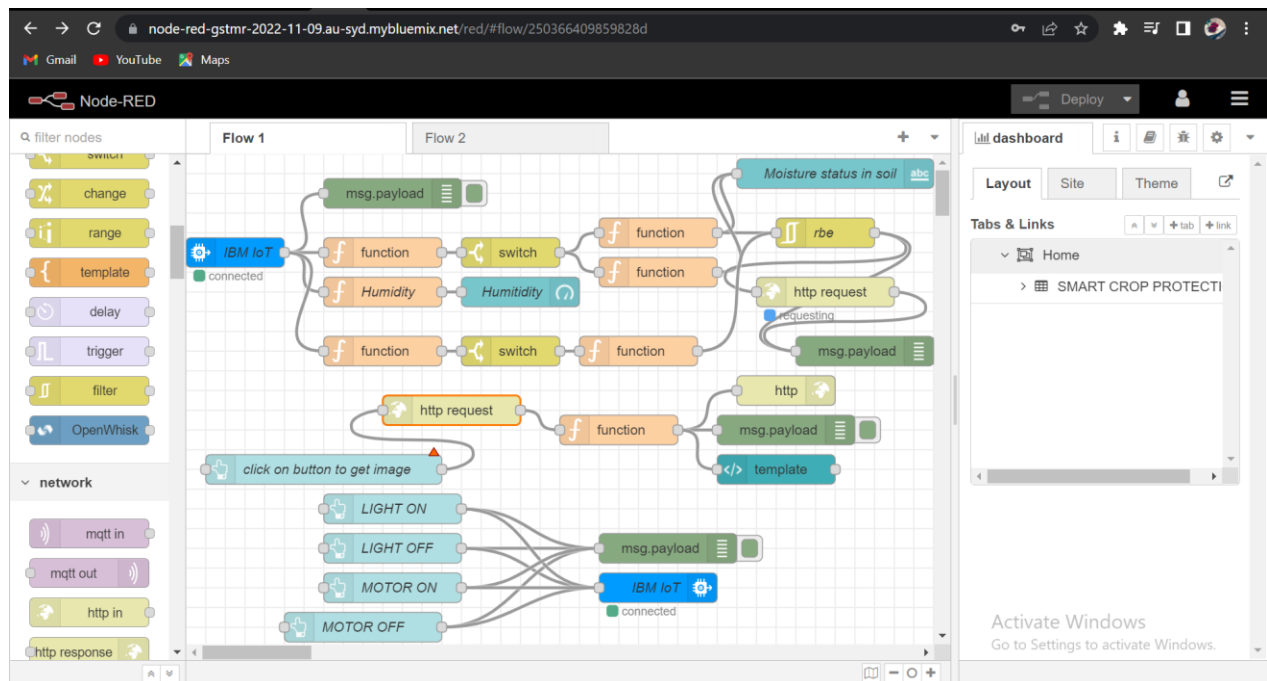 node-red-gstmr-2022-11-09.au-syd.mybluemix.net/red/#flow/250366409859828d
Gmail YouTube Maps
Node-RED
Deploy
filter nodes
switch
change
range
template
delay
trigger
filter
OpenWhisk
network
mqtt in
mqtt out
http in
http response
Flow 1
Flow 2
Moisture status in soil abc
msg.payload
function
rbe
IBM IoT
function
switch
connected
function
Humidity
Humitidity
http request
requesting
function
switch
function
msg.payload
http
http request
function
msg.payload
click on button to get image
template
LIGHT ON
LIGHT OFF
msg.payload
MOTOR ON
IBM IoT
connected
MOTOR OFF
dashboard
i
Layout
Site
Theme
Tabs & Links
+ tab
+ link
Home
SMART CROP PROTECTI
Activate Windows
Go to Settings to activate Windows.